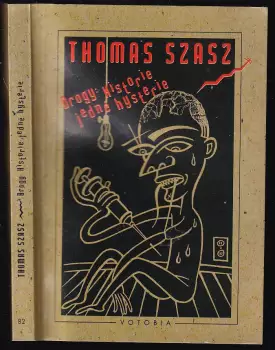 THOMAS SZASZ
Drogy: Historie
jedné hysterie
VOTOBIA
THOMAS SZASZ
Drogy: Historie jedné hysterie
82